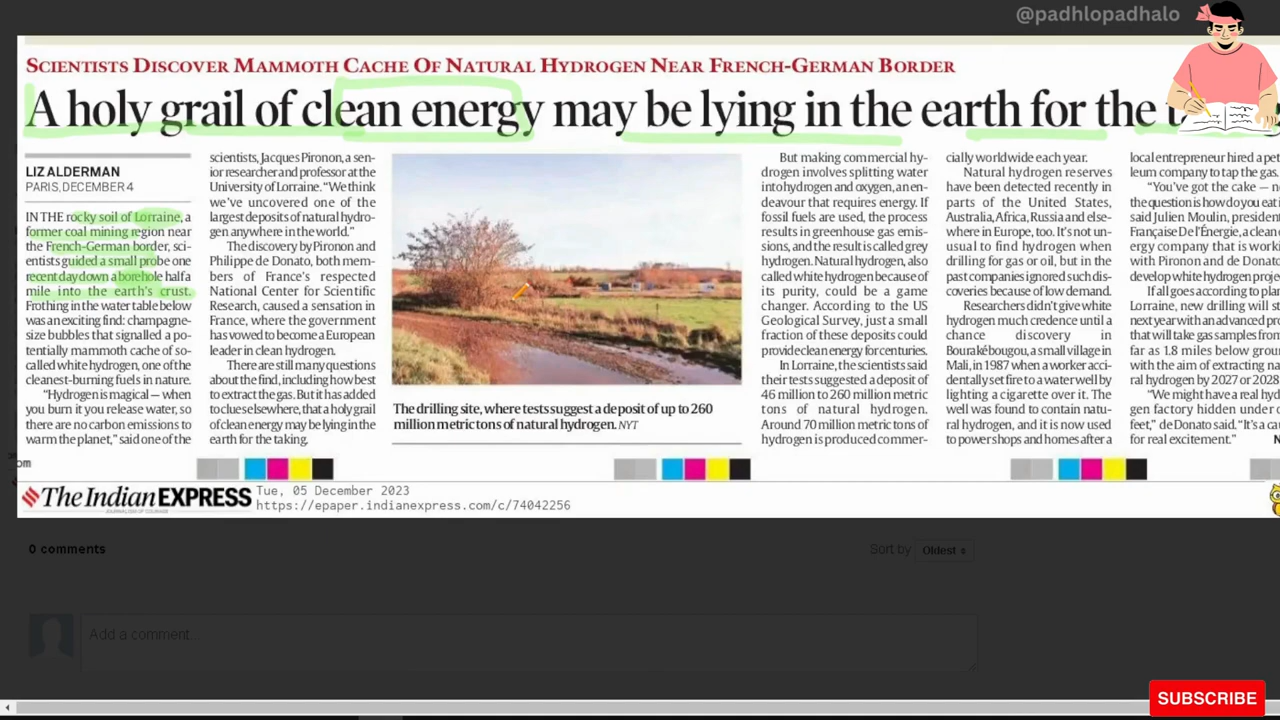 @padhlopadhalo
SCIENTISTS DISCOVER MAMMOTH CACHE OF NATURAL HYDROGEN NEAR FRENCH-GERMAN BORDER
A holy grail of clean energy may be lying in the earth for the
LIZ ALDERMAN
PARIS, DECEMBER 4
IN THE rocky soil of Lorraine, a
former coal mining region near
the French-German border, sci-
entists guided a small probe one
recent day down a borehole half a
mile into the earth's crust.
Frothing in the water table below
was an exciting find: champagne-
size bubbles that signalled a po-
tentially mammoth cache of so-
called white hydrogen, one of the
cleanest-burning fuels in nature.
"Hydrogen is magical — when
you burn it you release water, so
there are no carbon emissions to
warm the planet," said one of the
scientists, Jacques Pironon, a sen-
ior researcher and professor at the
University of Lorraine. "We think
we've uncovered one of the
largest deposits of natural hydro-
gen anywhere in the world."
The discovery by Pironon and
Philippe de Donato, both mem-
bers of France's respected
National Center for Scientific
Research, caused a sensation in
France, where the government
has vowed to become a European
leader in clean hydrogen.
There are still many questions
about the find, including how best
to extract the gas. But it has added
to clues elsewhere, that a holy grail
of clean energy may be lying in the
earth for the taking.
The drilling site, where tests suggest a deposit of up to 260
million metric tons of natural hydrogen. NYT
But making commercial hy-
drogen involves splitting water
into hydrogen and oxygen, an en-
deavour that requires energy. If
fossil fuels are used, the process
results in greenhouse gas emis-
sions, and the result is called grey
hydrogen. Natural hydrogen, also
called white hydrogen because of
its purity, could be a game
changer. According to the US
Geological Survey, just a small
fraction of these deposits could
provide clean energy for centuries.
In Lorraine, the scientists said
their tests suggested a deposit of
46 million to 260 million metric
tons of natural hydrogen.
Around 70 million metric tons of
hydrogen is produced commer-
cially worldwide each year.
Natural hydrogen reserves
have been detected recently in
parts of the United States,
Australia, Africa, Russia and else-
where in Europe, too. It's not un-
usual to find hydrogen when
drilling for gas or oil, but in the
past companies ignored such dis-
coveries because of low demand.
Researchers didn't give white
hydrogen much credence until a
chance discovery in
Bourakébougou, a small village in
Mali, in 1987 when a worker acci-
dentally set fire to a water well by
lighting a cigarette over it. The
well was found to contain natu-
ral hydrogen, and it is now used
to power shops and homes after a
local entrepreneur hired a pet
leum company to tap the gas.
"You've got the cake — n
the question is how do you eat
said Julien Moulin, president
Française De l'Énergie, a clean
ergy company that is work
with Pironon and de Donato
develop white hydrogen proje
If all goes according to plan
Lorraine, new drilling will st
next year with an advanced pro
that will take gas samples from
far as 1.8 miles below grou
with the aim of extracting na
ral hydrogen by 2027 or 2028
"We might have a real hyd
gen factory hidden under o
feet," de Donato said. "It's a ca
for real excitement." N
om
The Indian EXPRESS
JOURNALISM OF COURAGE
Tue, 05 December 2023
https://epaper.indianexpress.com/c/74042256
0 comments
Sort by Oldest
Add a comment...
SUBSCRIBE